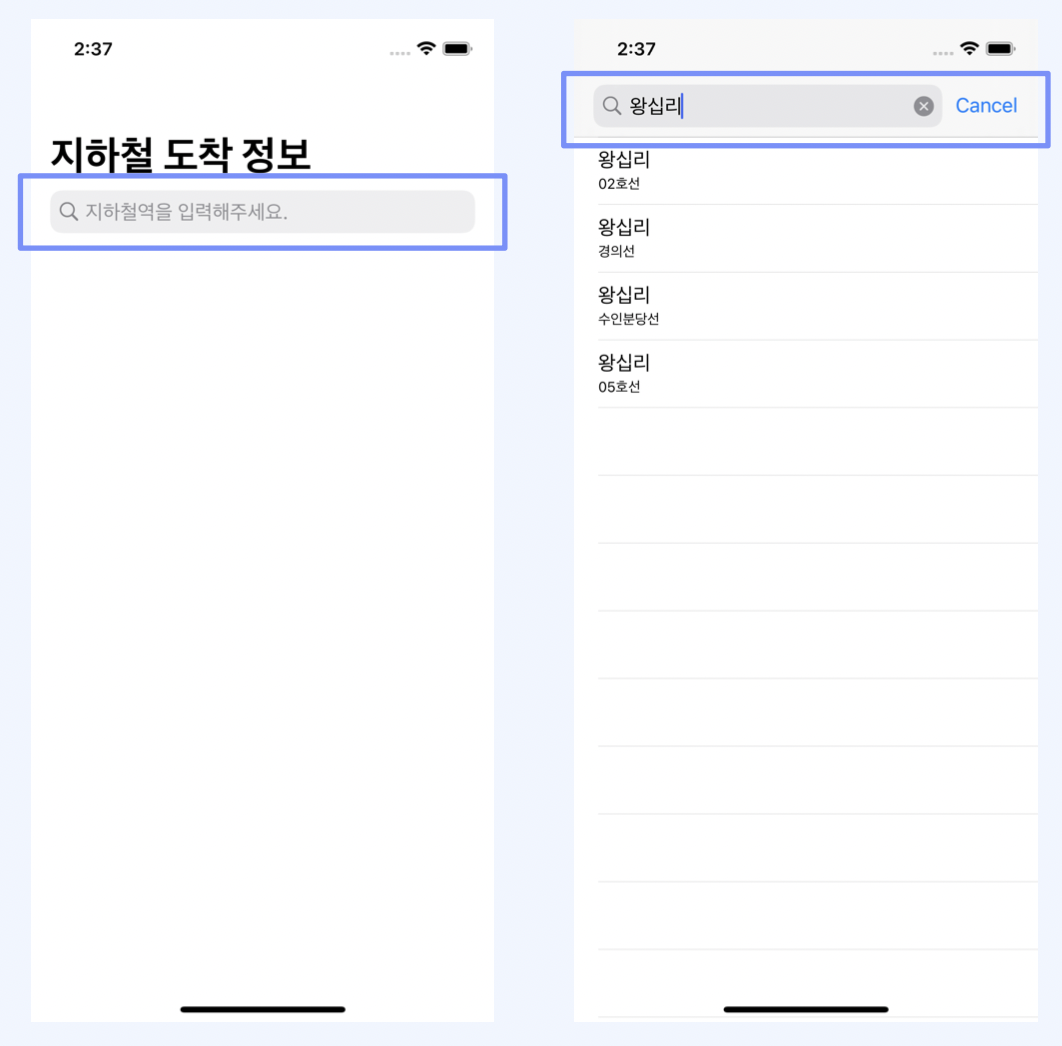 2:37
지하철 도착 정보
지하철역을 입력해주세요.
2:37
왕십리
Cancel
왕십리
02호선
왕십리
경의선
왕십리
수인분당선
왕십리
05호선